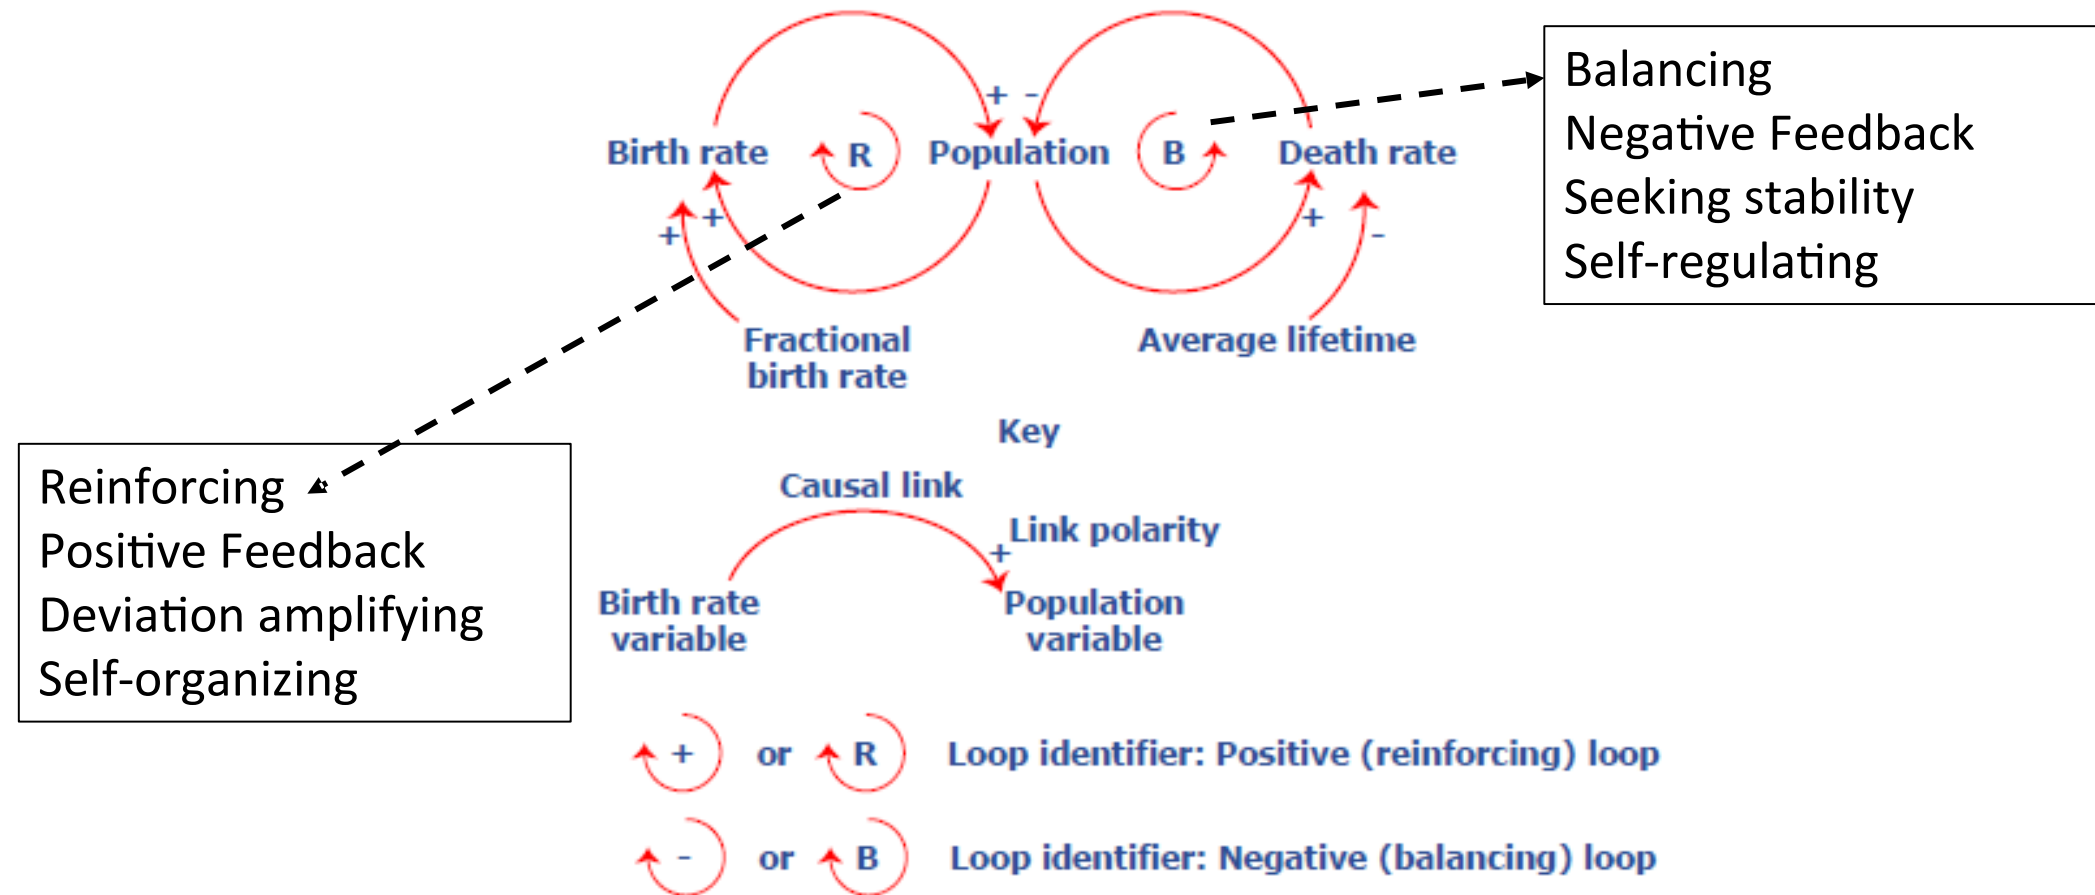 + -
Birth rate
R
Population
B
Death rate
+
+
+
-
Fractional
birth rate
Average lifetime
Balancing
Negative Feedback
Seeking stability
Self-regulating
Reinforcing
Positive Feedback
Deviation amplifying
Self-organizing
Key
Causal link
Link polarity
+
Birth rate
variable
Population
variable
+ or R Loop identifier: Positive (reinforcing) loop
- or B Loop identifier: Negative (balancing) loop